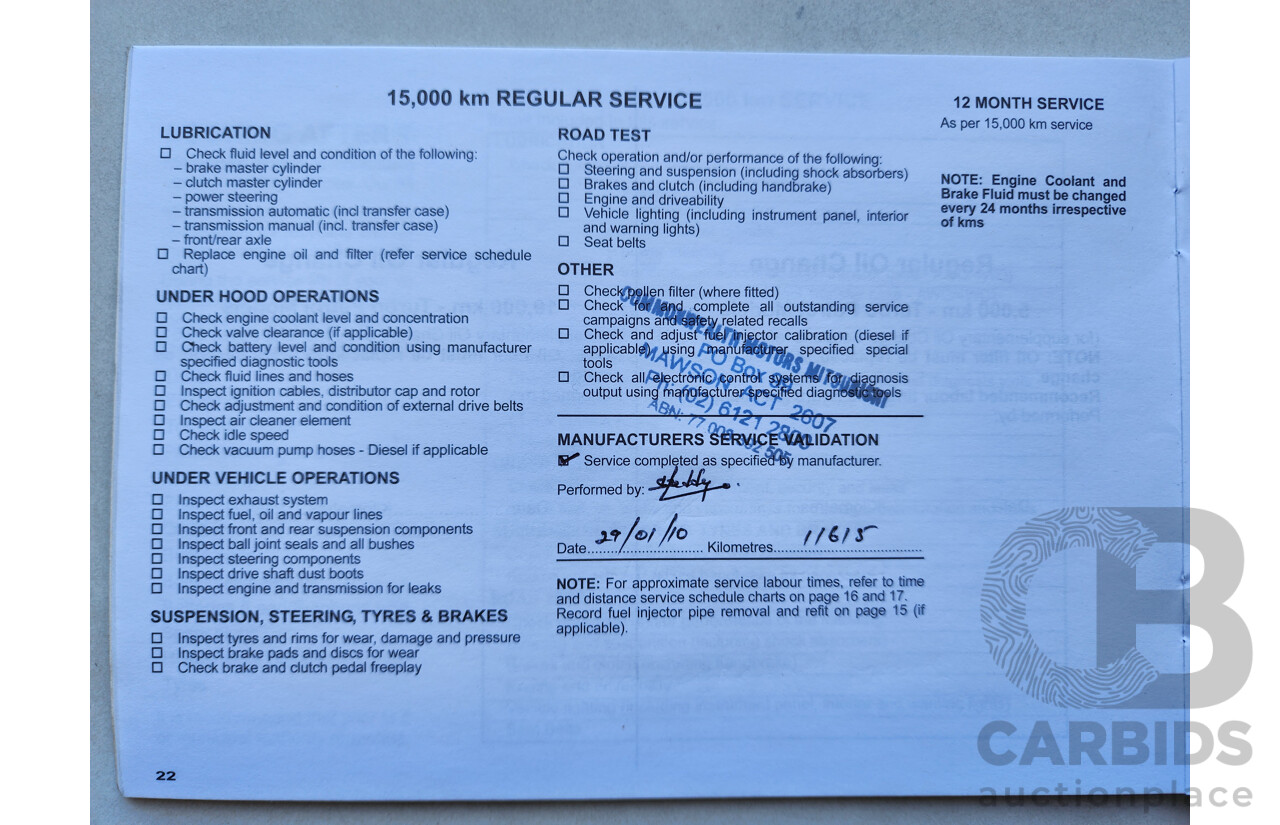 15,000 km REGULAR SERVICE
LUBRICATION
Check fluid level and condition of the following:
– brake master cylinder
– clutch master cylinder
– power steering
– transmission automatic (incl transfer case)
– transmission manual (incl. transfer case)
– front/rear axle
Replace engine oil and filter (refer service schedule
chart)
UNDER HOOD OPERATIONS
Check engine coolant level and concentration
Check valve clearance (if applicable)
Check battery level and condition using manufacturer
specified diagnostic tools
Check fluid lines and hoses
Inspect ignition cables, distributor cap and rotor
Check adjustment and condition of external drive belts
Inspect air cleaner element
Check idle speed
Check vacuum pump hoses - Diesel if applicable
UNDER VEHICLE OPERATIONS
Inspect exhaust system
Inspect fuel, oil and vapour lines
Inspect front and rear suspension components
Inspect ball joint seals and all bushes
Inspect steering components
Inspect drive shaft dust boots
Inspect engine and transmission for leaks
SUSPENSION, STEERING, TYRES & BRAKES
Inspect tyres and rims for wear, damage and pressure
Inspect brake pads and discs for wear
Check brake and clutch pedal freeplay
22
ROAD TEST
Check operation and/or performance of the following:
Steering and suspension (including shock absorbers)
Brakes and clutch (including handbrake)
Engine and driveability
Vehicle lighting (including instrument panel, interior
and warning lights)
Seat belts
OTHER
Check pollen filter (where fitted)
Check for and complete all outstanding service
campaigns and safety related recalls
Check and adjust fuel injector calibration (diesel if
applicable) using manufacturer specified special
tools
Check all electronic control systems for diagnosis
output using manufacturer specified diagnostic tools
COMMONWEALTH MOTORS MITSUBISHI
PO Box
MAWSON ACT 2607
PH: (02) 6121 2800
ABN: 77 505
MANUFACTURERS SERVICE VALIDATION
Service completed as specified by manufacturer.
Performed by:
Date 29/01/10 Kilometres 11615
NOTE: For approximate service labour times, refer to time
and distance service schedule charts on page 16 and 17.
Record fuel injector pipe removal and refit on page 15 (if
applicable).
12 MONTH SERVICE
As per 15,000 km service
NOTE: Engine Coolant and
Brake Fluid must be changed
every 24 months irrespective
of kms
CB
CARBIDS
auctionplace